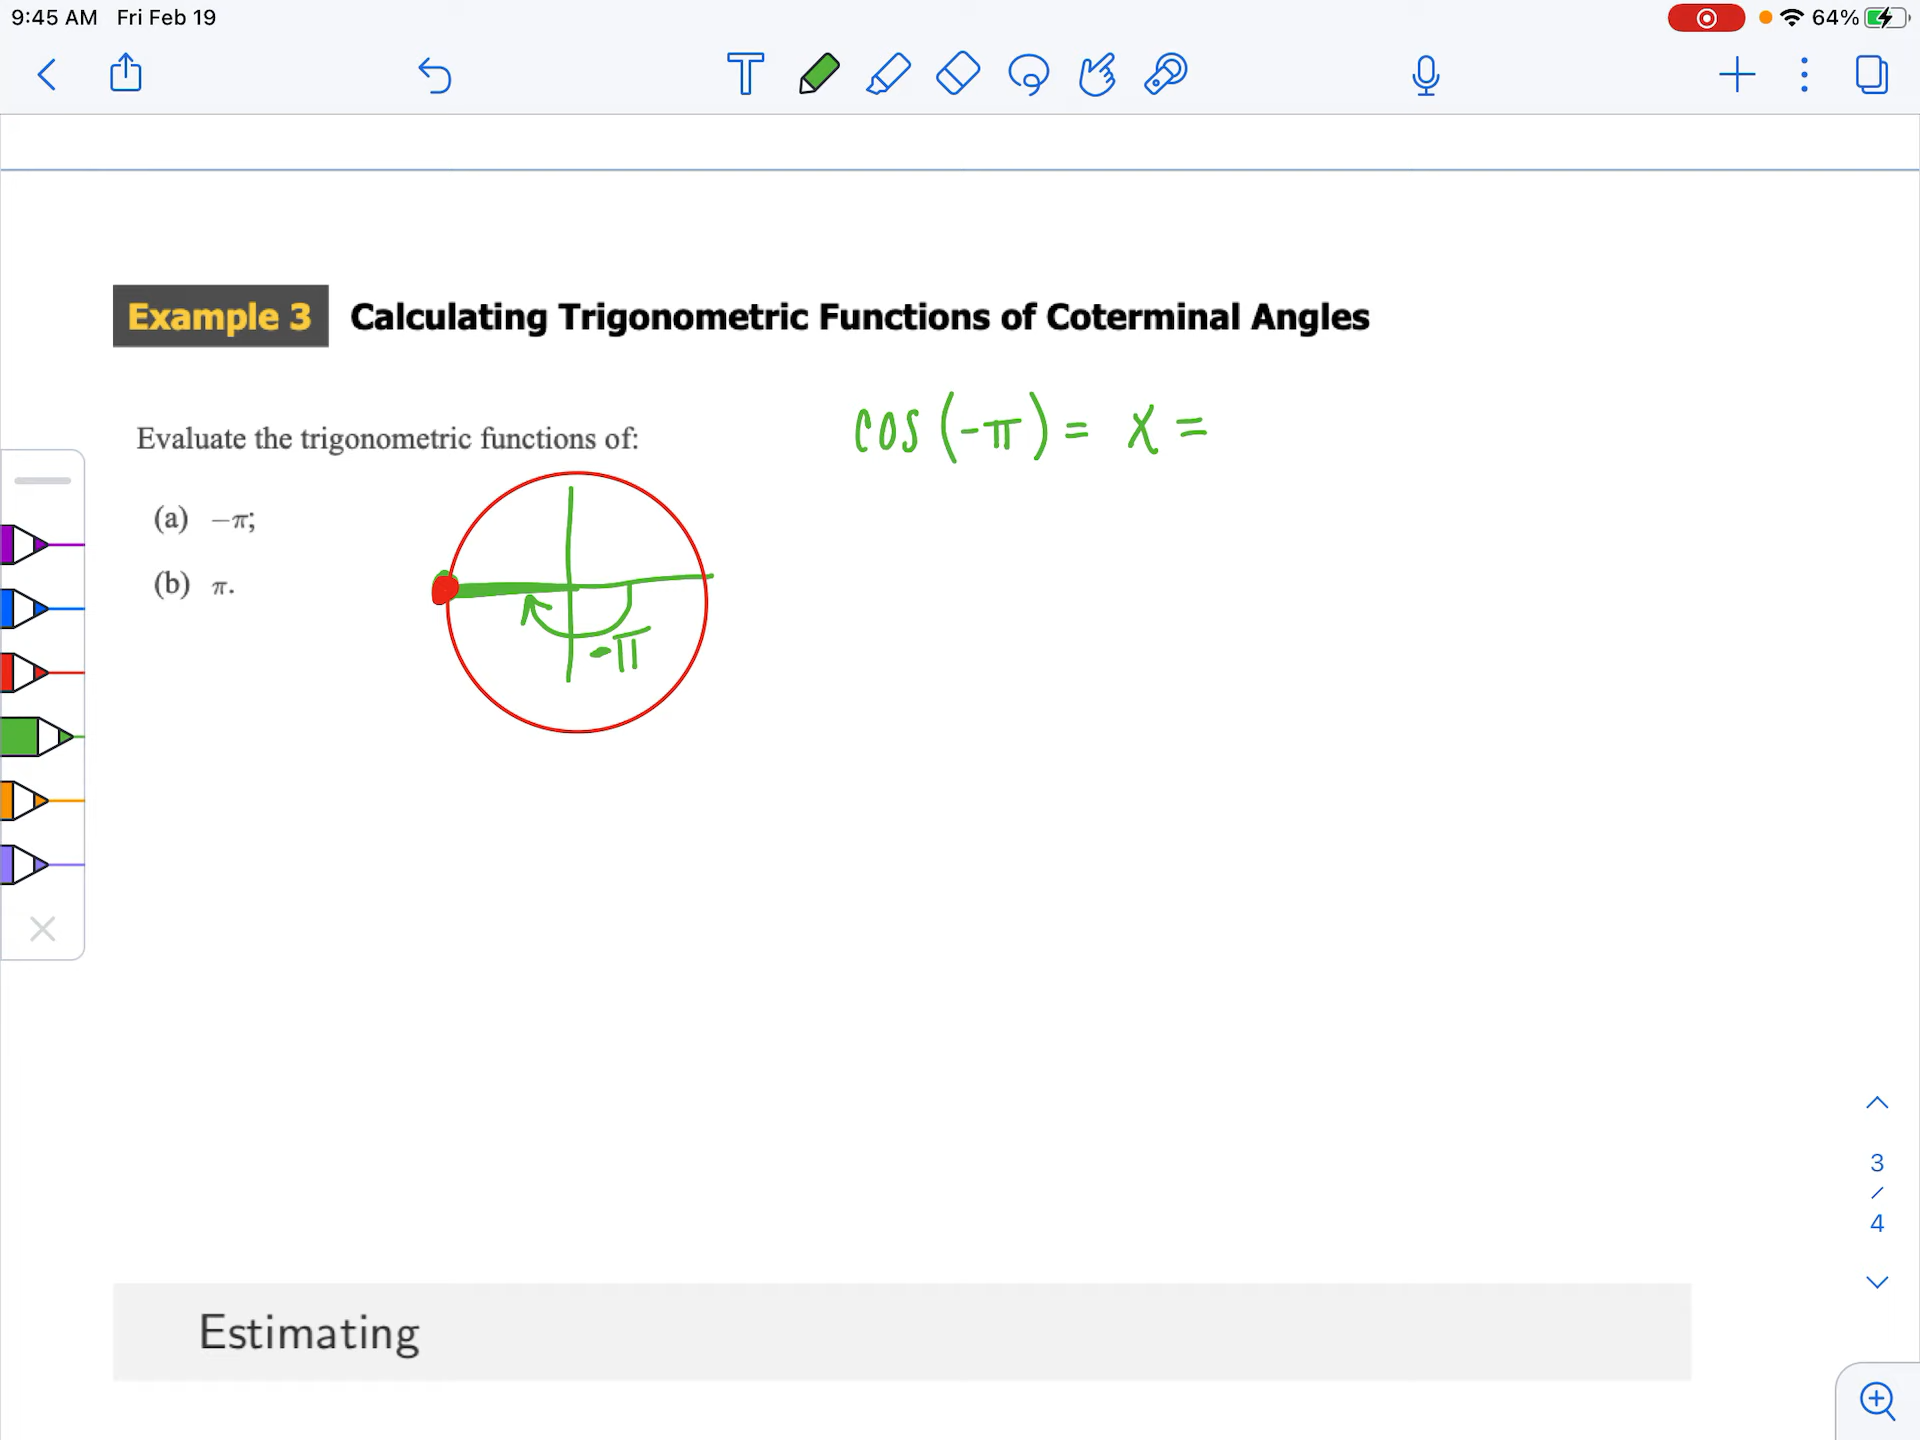 9:45 AM Fri Feb 19
64%
T
Example 3 Calculating Trigonometric Functions of Coterminal Angles
cos (-π) = x =
Evaluate the trigonometric functions of:
(a) −π;
(b) π.
-π
3
/
4
Estimating